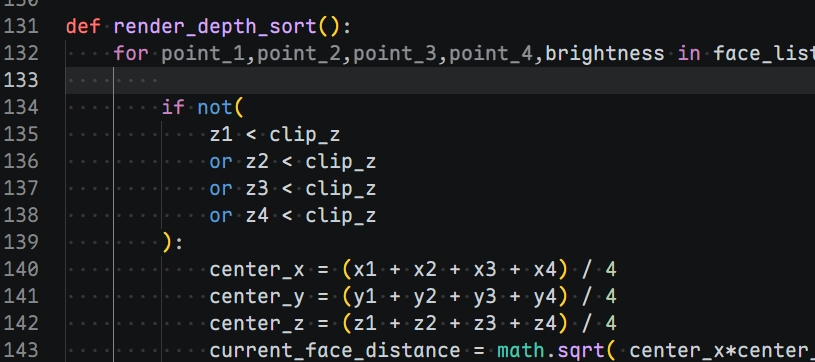 130
131 def render_depth_sort():
132 for point_1,point_2,point_3,point_4,brightness in face_list
133
134 if not(
135 z1 < clip_z
136 or z2 < clip_z
137 or z3 < clip_z
138 or z4 < clip_z
139 ):
140 center_x = (x1 + x2 + x3 + x4) / 4
141 center_y = (y1 + y2 + y3 + y4) / 4
142 center_z = (z1 + z2 + z3 + z4) / 4
143 current_face_distance = math.sqrt( center_x*center_